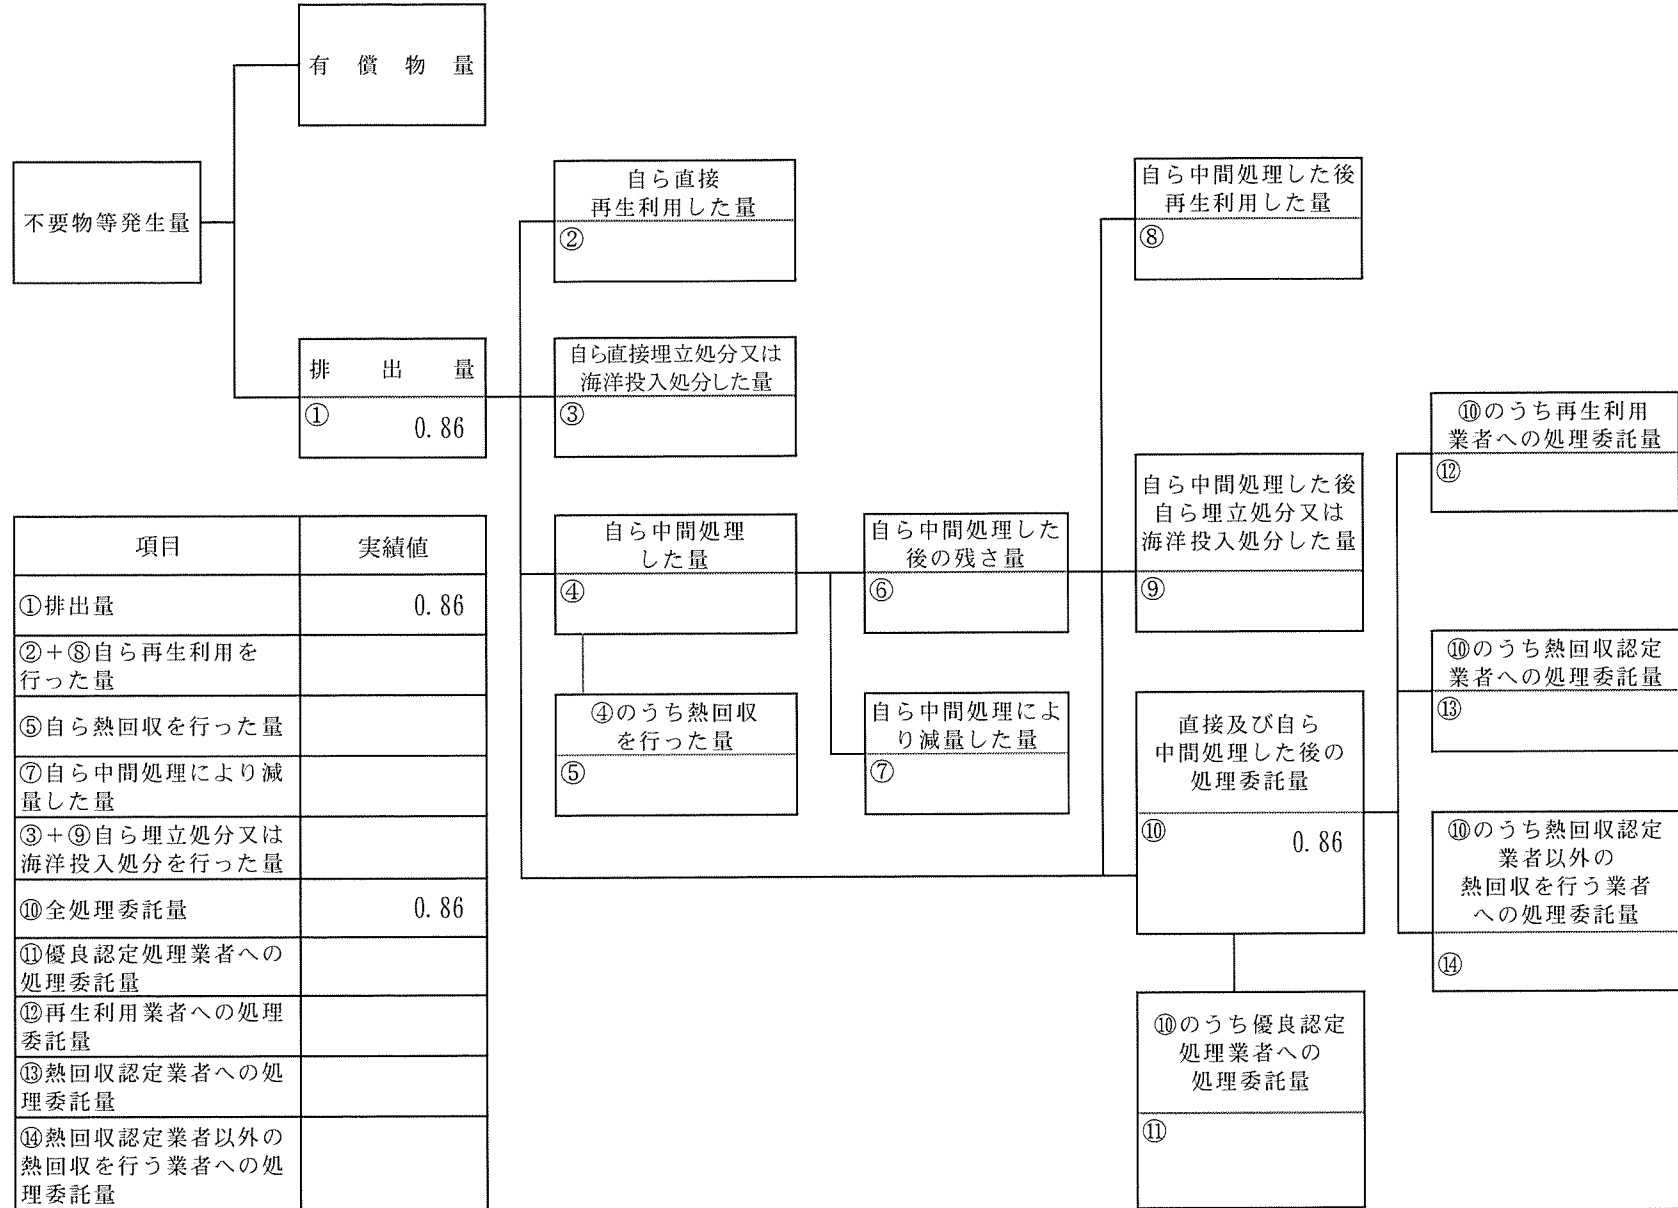 有償物量
不要物等発生量
排出量
①
0.86
自ら直接
再生利用した量
②
自ら直接埋立処分又は
海洋投入処分した量
③
自ら中間処理
した量
④
④のうち熱回収
を行った量
⑤
自ら中間処理した
後の残さ量
⑥
自ら中間処理によ
り減量した量
⑦
自ら中間処理した後
再生利用した量
⑧
自ら中間処理した後
自ら埋立処分又は
海洋投入処分した量
⑨
直接及び自ら
中間処理した後の
処理委託量
⑩
0.86
⑩のうち優良認定
処理業者への
処理委託量
⑪
⑩のうち再生利用
業者への処理委託量
⑫
⑩のうち熱回収認定
業者への処理委託量
⑬
⑩のうち熱回収認定
業者以外の
熱回収を行う業者
への処理委託量
⑭
項目 実績値
①排出量 0.86
②+⑧自ら再生利用を
行った量
⑤自ら熱回収を行った量
⑦自ら中間処理により減
量した量
③+⑨自ら埋立処分又は
海洋投入処分を行った量
⑩全処理委託量 0.86
⑪優良認定処理業者への
処理委託量
⑫再生利用業者への処理
委託量
⑬熱回収認定業者への処
理委託量
⑭熱回収認定業者以外の
熱回収を行う業者への処
理委託量